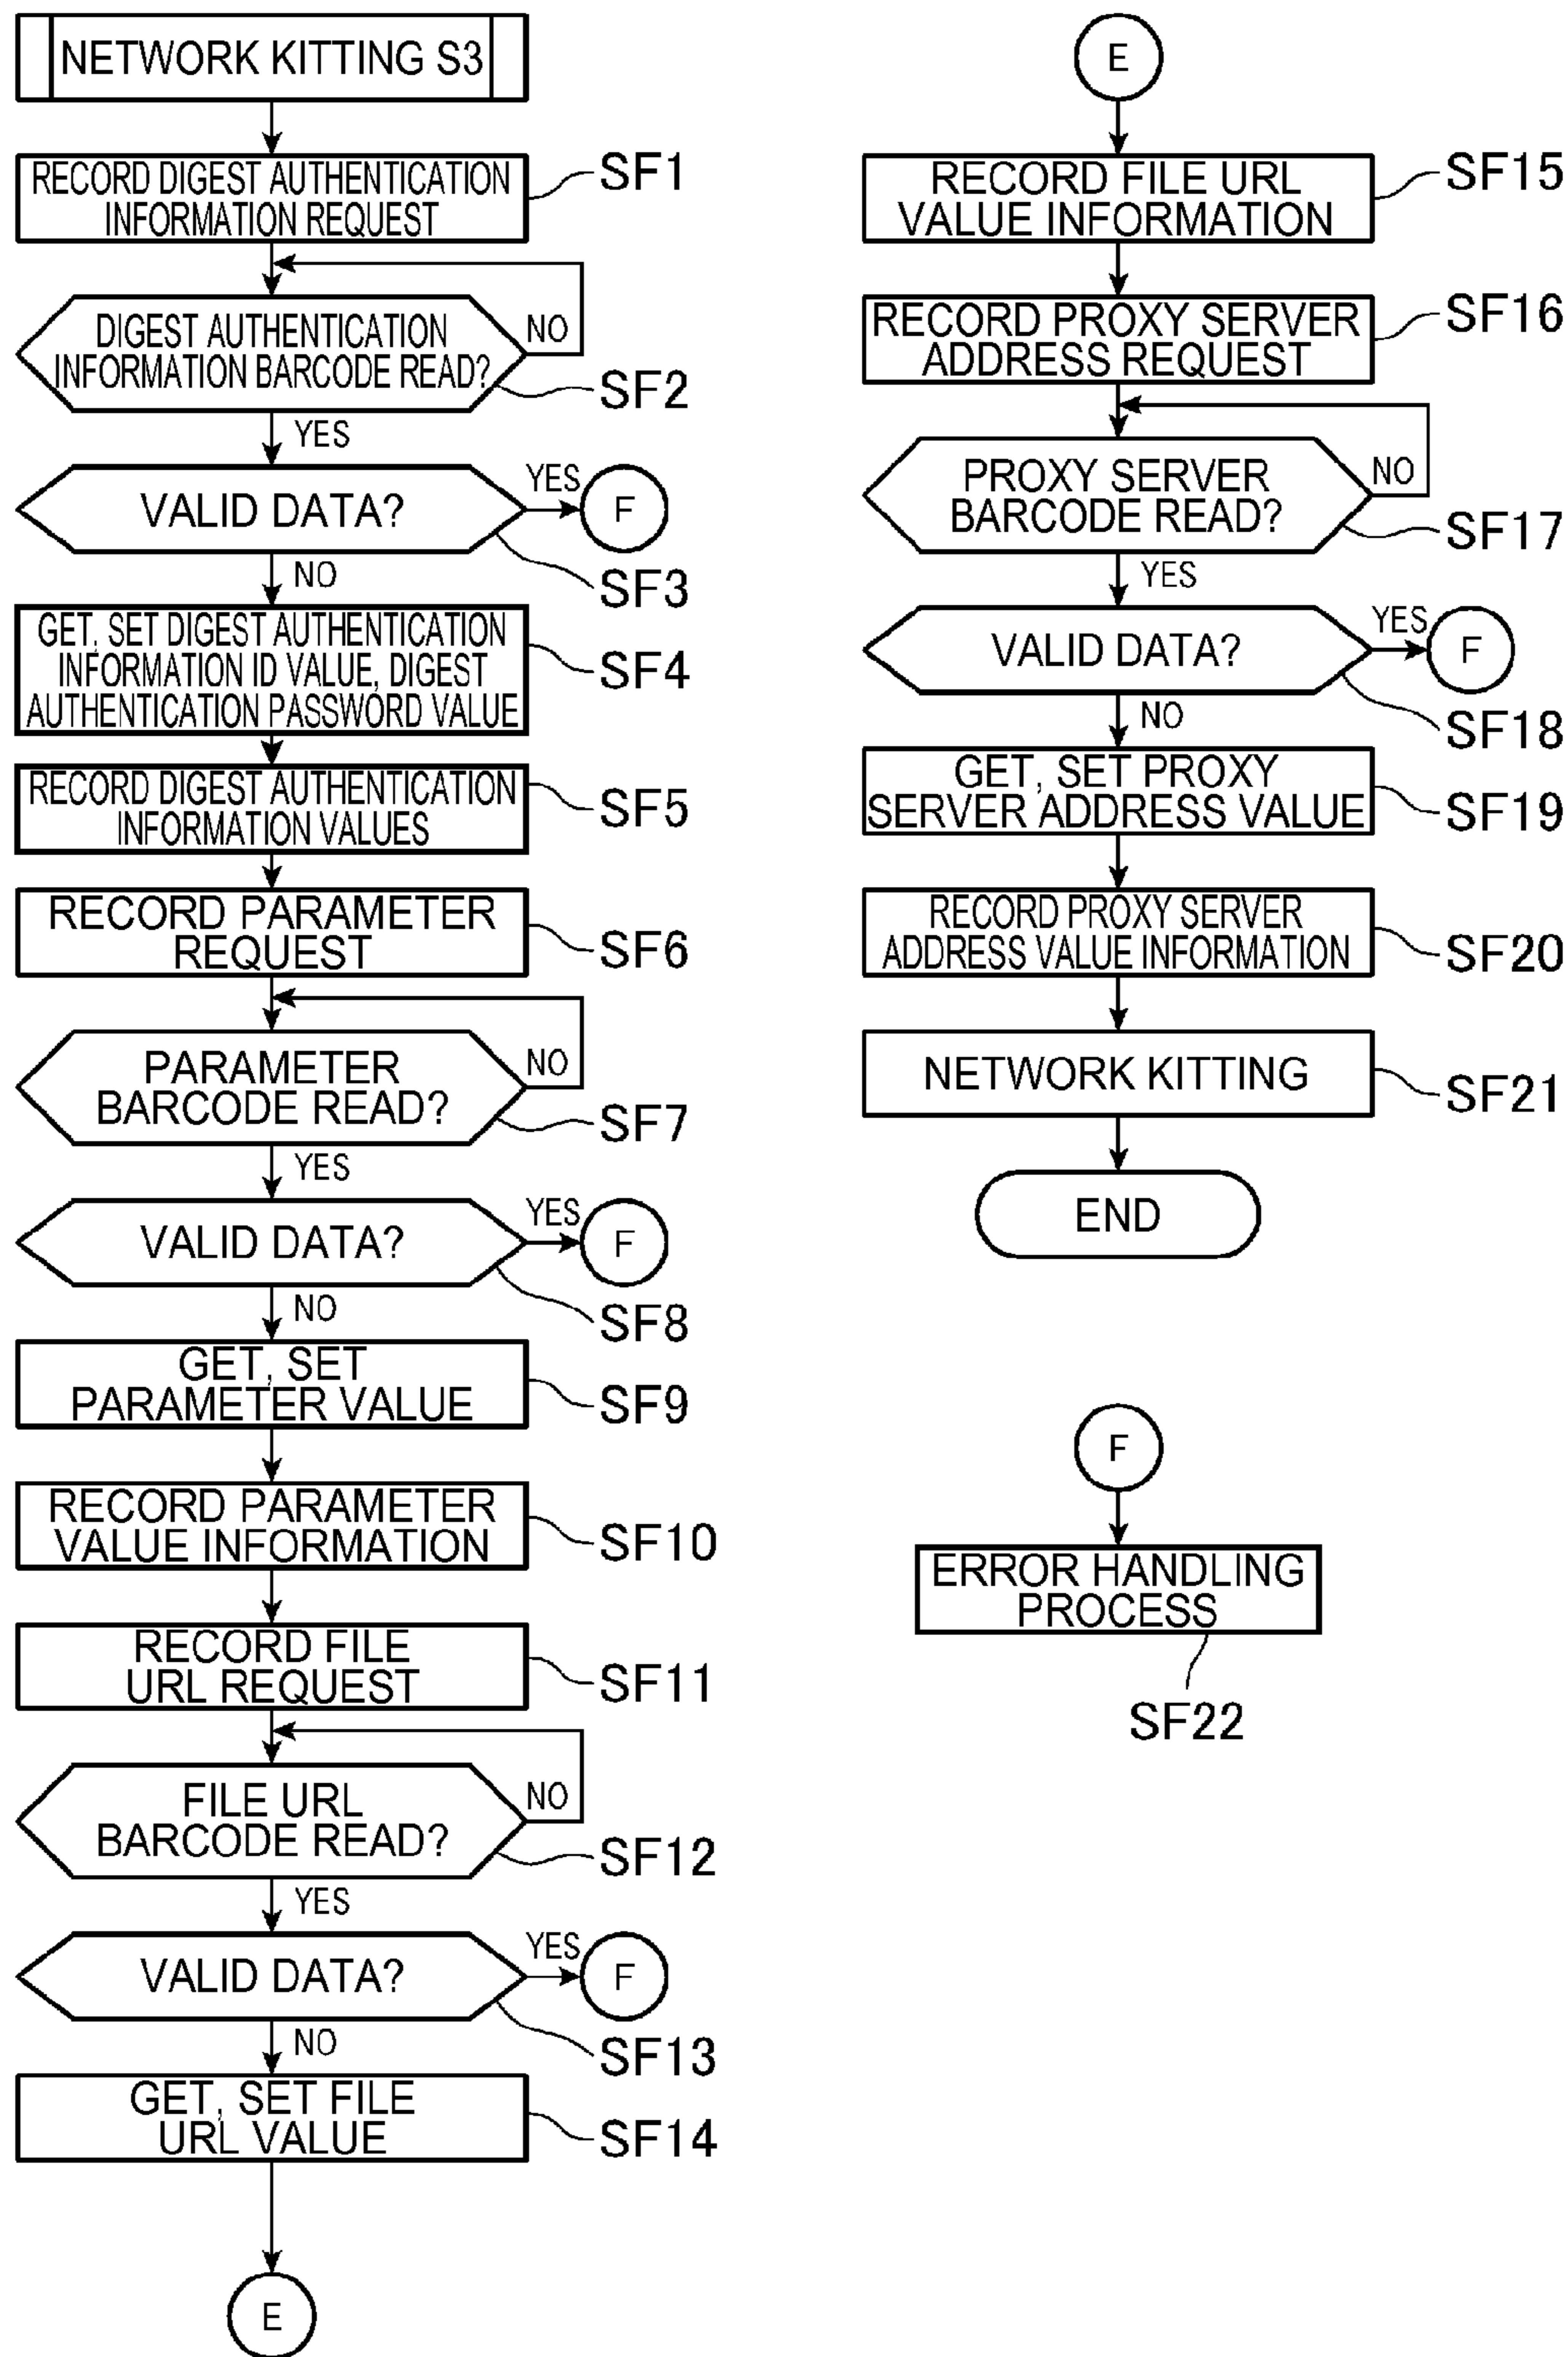 NETWORK KITTING S3
RECORD DIGEST AUTHENTICATION
INFORMATION REQUEST
SF1
DIGEST AUTHENTICATION
INFORMATION BARCODE READ?
NO
SF2
YES
VALID DATA?
YES
F
SF3
NO
GET, SET DIGEST AUTHENTICATION
INFORMATION ID VALUE, DIGEST
AUTHENTICATION PASSWORD VALUE
SF4
RECORD DIGEST AUTHENTICATION
INFORMATION VALUES
SF5
RECORD PARAMETER
REQUEST
SF6
PARAMETER
BARCODE READ?
NO
SF7
YES
VALID DATA?
YES
F
SF8
NO
GET, SET
PARAMETER VALUE
SF9
RECORD PARAMETER
VALUE INFORMATION
SF10
RECORD FILE
URL REQUEST
SF11
FILE URL
BARCODE READ?
NO
SF12
YES
VALID DATA?
YES
F
SF13
NO
GET, SET FILE
URL VALUE
SF14
E
E
RECORD FILE URL
VALUE INFORMATION
SF15
RECORD PROXY SERVER
ADDRESS REQUEST
SF16
PROXY SERVER
BARCODE READ?
NO
SF17
YES
VALID DATA?
YES
F
SF18
NO
GET, SET PROXY
SERVER ADDRESS VALUE
SF19
RECORD PROXY SERVER
ADDRESS VALUE INFORMATION
SF20
NETWORK KITTING
SF21
END
F
ERROR HANDLING
PROCESS
SF22